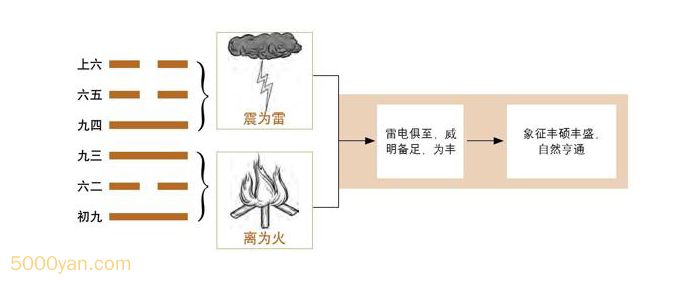 上六
六五
九四
九三
六二
初九
震为雷
离为火
雷电俱至，威
明备足，为丰
象征丰硕丰盛，
自然亨通
5000yan.com